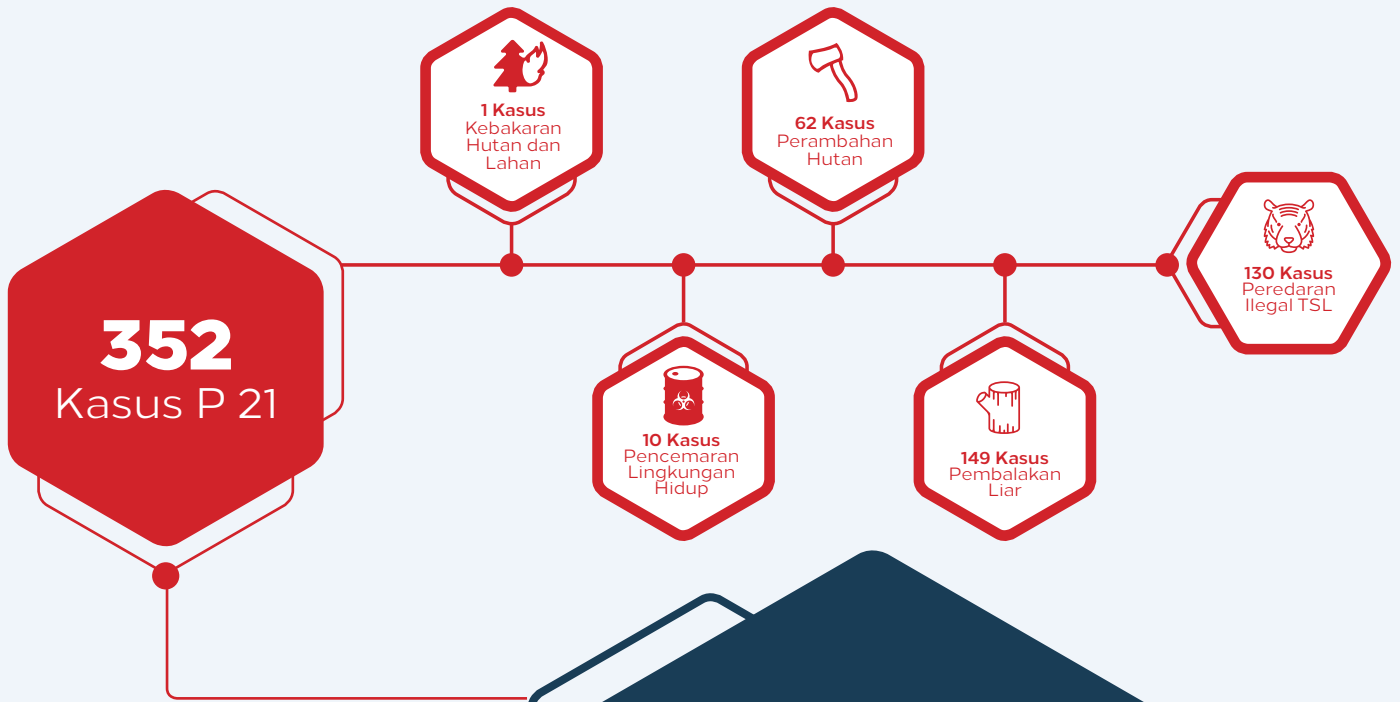 352
Kasus P 21
1 Kasus
Kebakaran
Hutan dan
Lahan
10 Kasus
Pencemaran
Lingkungan
Hidup
62 Kasus
Perambahan
Hutan
149 Kasus
Pembalakan
Liar
130 Kasus
Peredaran
Ilegal TSL